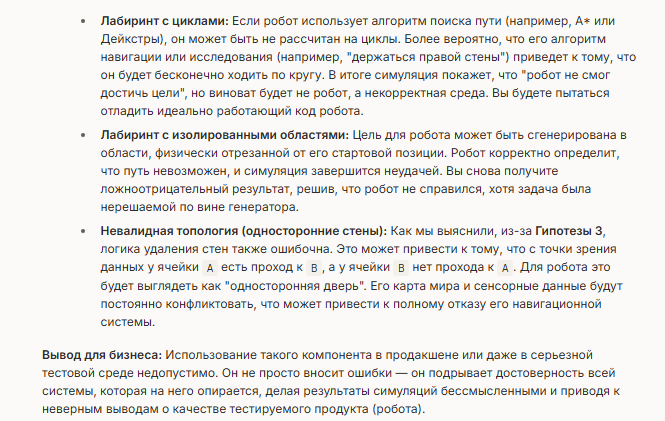 • Лабиринт с циклами: Если робот использует алгоритм поиска пути (например, A* или
Дейкстры), он может быть не рассчитан на циклы. Более вероятно, что его алгоритм
навигации или исследования (например, "держаться правой стены") приведет к тому, что
он будет бесконечно ходить по кругу. В итоге симуляция покажет, что "робот не смог
достичь цели", но виноват будет не робот, а некорректная среда. Вы будете пытаться
отладить идеально работающий код робота.
• Лабиринт с изолированными областями: Цель для робота может быть сгенерирована в
области, физически отрезанной от его стартовой позиции. Робот корректно определит,
что путь невозможен, и симуляция завершится неудачей. Вы снова получите
ложноотрицательный результат, решив, что робот не справился, хотя задача была
нерешаемой по вине генератора.
• Невалидная топология (односторонние стены): Как мы выяснили, из-за Гипотезы 3,
логика удаления стен также ошибочна. Это может привести к тому, что с точки зрения
данных у ячейки A есть проход к B, а у ячейки B нет прохода к A. Для робота это
будет выглядеть как "односторонняя дверь". Его карта мира и сенсорные данные будут
постоянно конфликтовать, что может привести к полному отказу его навигационной
системы.
Вывод для бизнеса: Использование такого компонента в продакшене или даже в серьезной
тестовой среде недопустимо. Он не просто вносит ошибки — он подрывает достоверность всей
системы, которая на него опирается, делая результаты симуляций бессмысленными и приводя к
неверным выводам о качестве тестируемого продукта (робота).